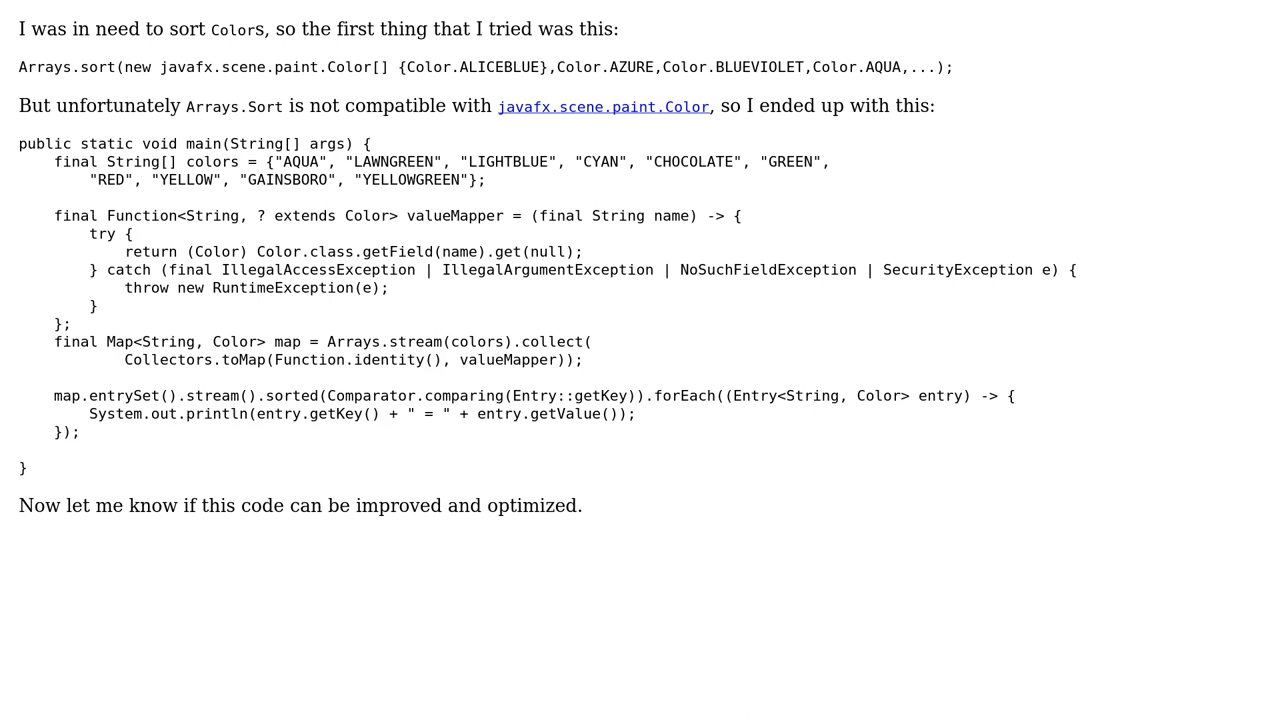 I was in need to sort Colors, so the first thing that I tried was this:
Arrays.sort(new javafx.scene.paint.Color[] {Color.ALICEBLUE},Color.AZURE,Color.BLUEVIOLET,Color.AQUA,...);
But unfortunately Arrays.Sort is not compatible with javafx.scene.paint.Color, so I ended up with this:
public static void main(String[] args) {
    final String[] colors = {"AQUA", "LAWNGREEN", "LIGHTBLUE", "CYAN", "CHOCOLATE", "GREEN",
        "RED", "YELLOW", "GAINSBORO", "YELLOWGREEN"};

    final Function<String, ? extends Color> valueMapper = (final String name) -> {
        try {
            return (Color) Color.class.getField(name).get(null);
        } catch (final IllegalAccessException | IllegalArgumentException | NoSuchFieldException | SecurityException e) {
            throw new RuntimeException(e);
        }
    };
    final Map<String, Color> map = Arrays.stream(colors).collect(
            Collectors.toMap(Function.identity(), valueMapper));

    map.entrySet().stream().sorted(Comparator.comparing(Entry::getKey)).forEach((Entry<String, Color> entry) -> {
        System.out.println(entry.getKey() + " = " + entry.getValue());
    });

}
Now let me know if this code can be improved and optimized.